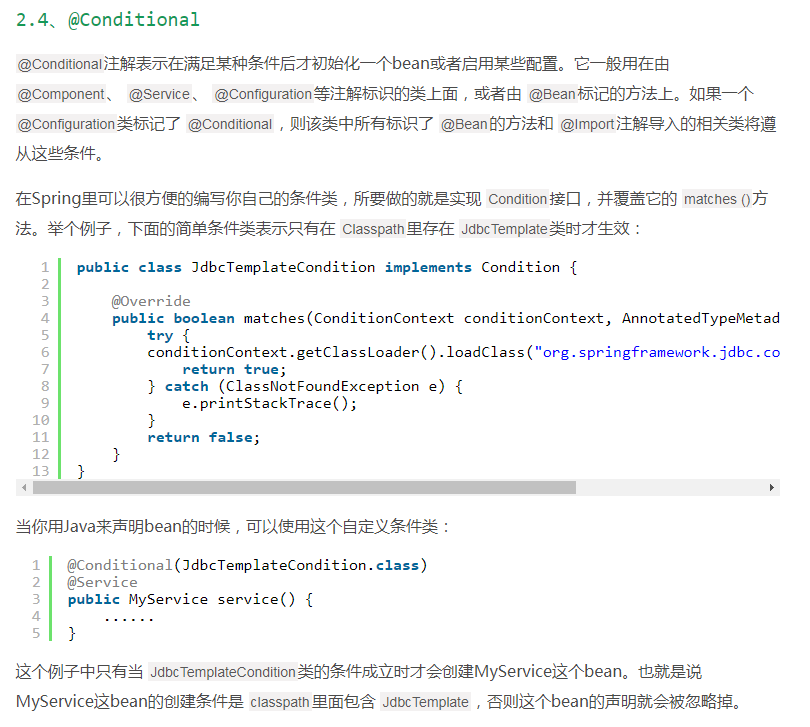 2.4、@Conditional
@Conditional注解表示在满足某种条件后才初始化一个bean或者启用某些配置。它一般用在由
@Component、 @Service、 @Configuration等注解标识的类上面，或者由 @Bean标记的方法上。如果一个
@Configuration类标记了 @Conditional，则该类中所有标识了 @Bean的方法和 @Import注解导入的相关类将遵
从这些条件。
在Spring里可以很方便的编写你自己的条件类，所要做的就是实现 Condition接口，并覆盖它的 matches ()方
法。举个例子，下面的简单条件类表示只有在 Classpath里存在 JdbcTemplate类时才生效：
1 public class JdbcTemplateCondition implements Condition {
2
3     @Override
4     public boolean matches(ConditionContext conditionContext, AnnotatedTypeMetad
5         try {
6         conditionContext.getClassLoader().loadClass("org.springframework.jdbc.co
7             return true;
8         } catch (ClassNotFoundException e) {
9             e.printStackTrace();
10         }
11         return false;
12     }
13 }
当你用Java来声明bean的时候，可以使用这个自定义条件类：
1 @Conditional(JdbcTemplateCondition.class)
2 @Service
3 public MyService service() {
4     ......
5 }
这个例子中只有当 JdbcTemplateCondition类的条件成立时才会创建MyService这个bean。也就是说
MyService这bean的创建条件是 classpath里面包含 JdbcTemplate，否则这个bean的声明就会被忽略掉。